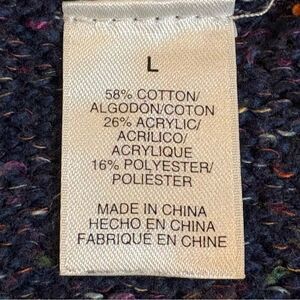 L
58% COTTON/
ALGODÓN/COTON
26% ACRYLIC/
ACRÍLICO/
ACRYLIQUE
16% POLYESTER/
POLIÉSTER
MADE IN CHINA
HECHO EN CHINA
FABRIQUÉ EN CHINE